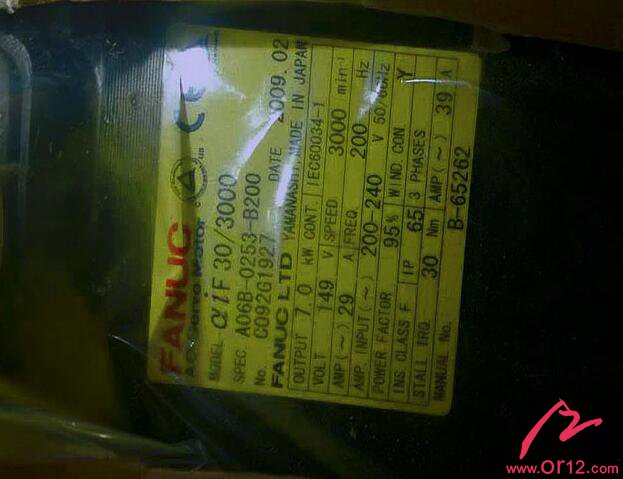 FANUC
AC Servo Motor
MODEL αiF 30/3000
SPEC. A06B-0253-B200
No. C09261927 DATE 2009.02
FANUC LTD YAMANASHI, MADE IN JAPAN
OUTPUT 7.0 kW CONT. IEC60034-1
VOLT 149 V SPEED 3000 min-1
AMP(~) 29 A FREQ. 200 Hz
AMP INPUT(~) 200-240 V 50/60Hz
POWER FACTOR 95% WIND. CON. Y
INS. CLASS F IP 65 3 PHASES
STALL TRQ. 30 Nm AMP(~) 39 A
MANUAL No. B-65262
www.Or12.com